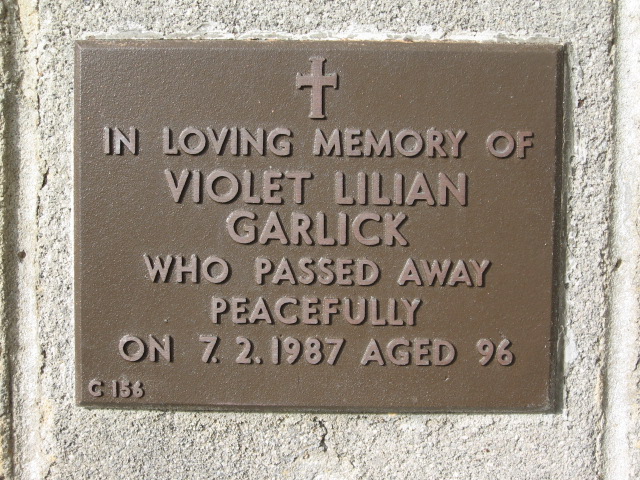 IN LOVING MEMORY OF
VIOLET LILIAN
GARLICK
WHO PASSED AWAY
PEACEFULLY
ON 7.2.1987 AGED 96
C 156